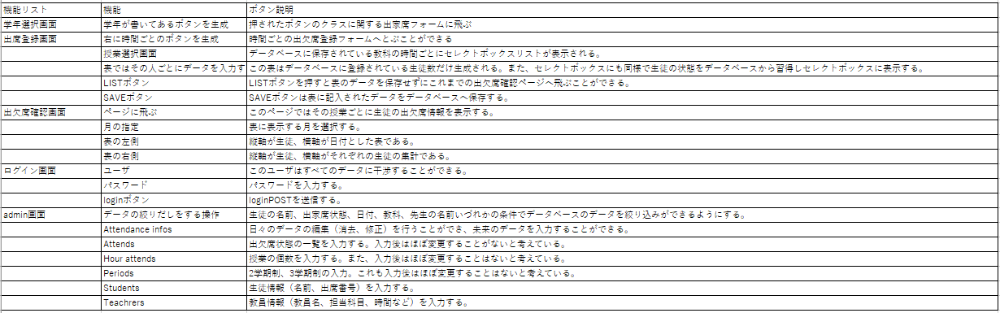 機能リスト 機能 ボタン説明
学年選択画面 学年が書いてあるボタンを生成 押されたボタンのクラスに関する出家席フォームに飛ぶ
出席登録画面 右に時間ごとのボタンを生成 時間ごとの出欠席登録フォームへとぶことができる
授業選択画面 データベースに保存されている教科の時間ごとにセレクトボックスリストが表示される。
表ではその人ごとにデータを入力す この表はデータベースに登録されている生徒数だけ生成される。また、セレクトボックスにも同様で生徒の状態をデータベースから習得しセレクトボックスに表示する。
LISTボタン LISTボタンを押すと表のデータを保存せずにこれまでの出欠席確認ページへ飛ぶことができる。
SAVEボタン SAVEボタンは表に記入されたデータをデータベースへ保存する。
出欠席確認画面 ページに飛ぶ このページではその授業ごとに生徒の出欠席情報を表示する。
月の指定 表に表示する月を選択する。
表の左側 縦軸が生徒、横軸が日付とした表である。
表の右側 縦軸が生徒、横軸がそれぞれの生徒の集計である。
ログイン画面 ユーザ このユーザはすべてのデータに干渉することができる。
パスワード パスワードを入力する。
loginボタン loginPOSTを送信する。
admin画面 データの絞りだしをする操作 生徒の名前、出家席状態、日付、教科、先生の名前いづれかの条件でデータベースのデータを絞り込みができるようにする。
Attendance infos 日々のデータの編集（消去、修正）を行うことができ、未来のデータを入力することができる。
Attends 出欠席状態の一覧を入力する。入力後はほぼ変更することがないと考えている。
Hour attends 授業の個数を入力する。また、入力後はほぼ変更することはないと考えている。
Periods 2学期制、3学期制の入力。これも入力後はほぼ変更することはないと考えている。
Students 生徒情報（名前、出席番号）を入力する。
Teachrers 教員情報（教員名、担当科目、時間など）を入力する。